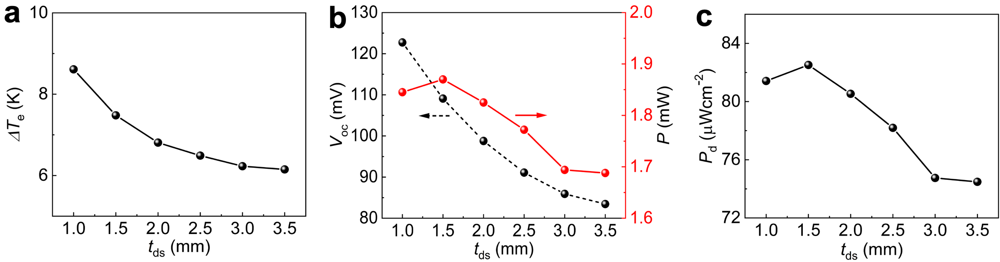 a
10
8
6
ΔTe (K)
1.0 1.5 2.0 2.5 3.0 3.5
tds (mm)
b
130
120
110
100
90
80
Voc (mV)
2.0
1.9
1.8
1.7
1.6
P (mW)
1.0 1.5 2.0 2.5 3.0 3.5
tds (mm)
c
84
80
76
72
Pd (μWcm-2)
1.0 1.5 2.0 2.5 3.0 3.5
tds (mm)